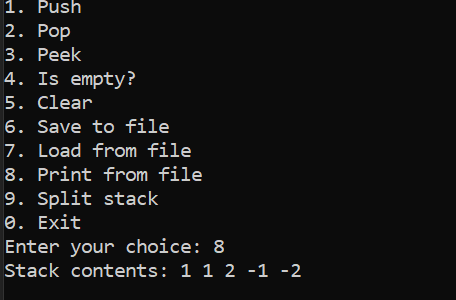 1. Push
2. Pop
3. Peek
4. Is empty?
5. Clear
6. Save to file
7. Load from file
8. Print from file
9. Split stack
0. Exit
Enter your choice: 8
Stack contents: 1 1 2 -1 -2